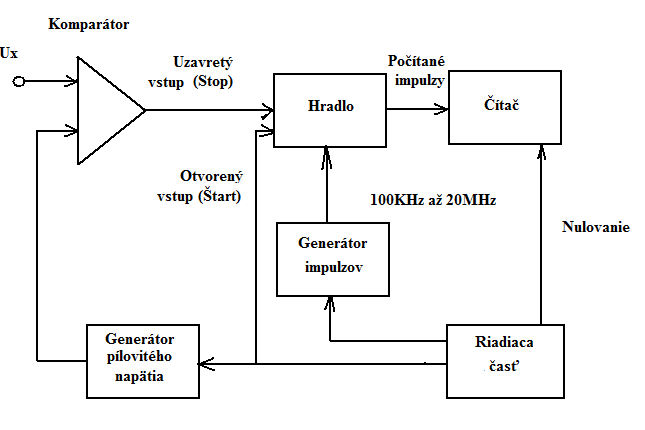 Komparátor
Ux
Uzavretý
vstup (Stop)
Počítané
impulzy
Hradlo
Čítač
Otvorený
vstup (Štart)
100KHz až 20MHz
Nulovanie
Generátor
impulzov
Generátor
pílovitého
napätia
Riadiaca
časť